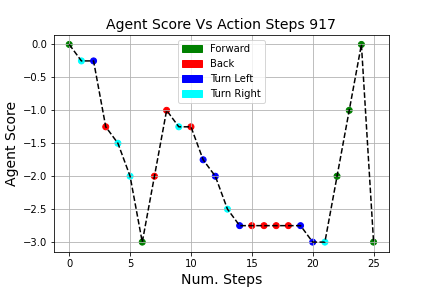 Agent Score Vs Action Steps 917
Forward
Back
Turn Left
Turn Right
Agent Score
0.0
−0.5
−1.0
−1.5
−2.0
−2.5
−3.0
0 5 10 15 20 25
Num. Steps